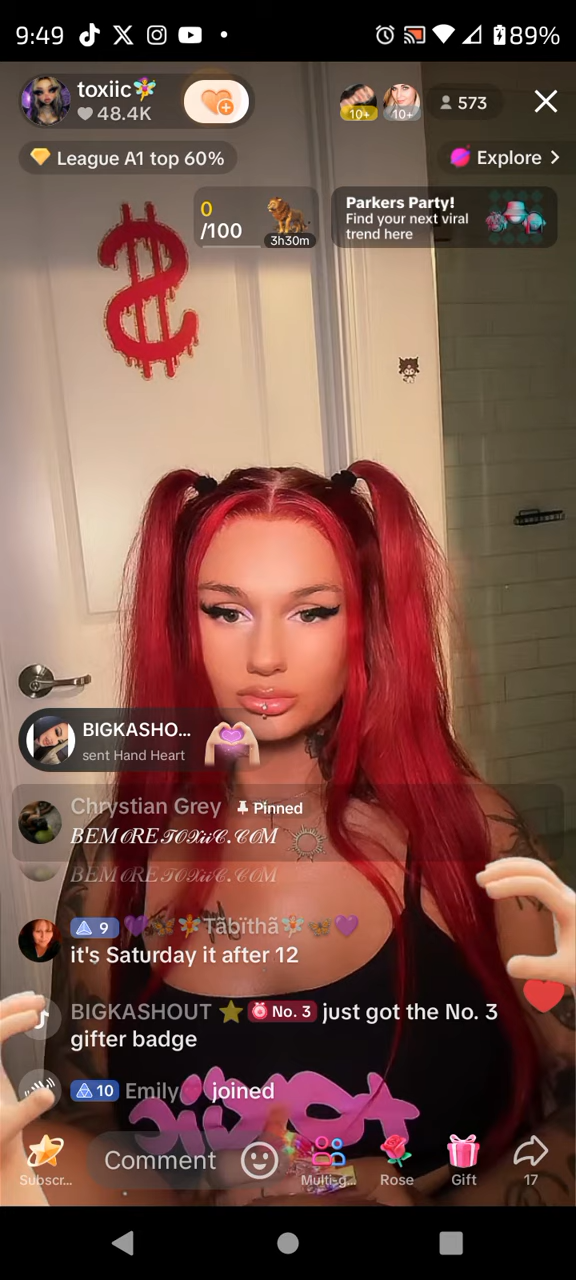 9:49
89%
toxiic🧚
48.4K
10+
10+
573
League A1 top 60%
Explore
0
/100
3h30m
Parkers Party!
Find your next viral
trend here
BIGKASHO...
sent Hand Heart
Chrystian Grey Pinned
BEMORETOXiiC.COM
BEMORETOXiiC.COM
9 💜🦋🧚Tãbïthã🧚🦋💜
it's Saturday it after 12
BIGKASHOUT ⭐ No. 3 just got the No. 3
gifter badge
10 Emily joined
toxiic
Comment
Subscr...
Multi-g...
Rose
Gift
17